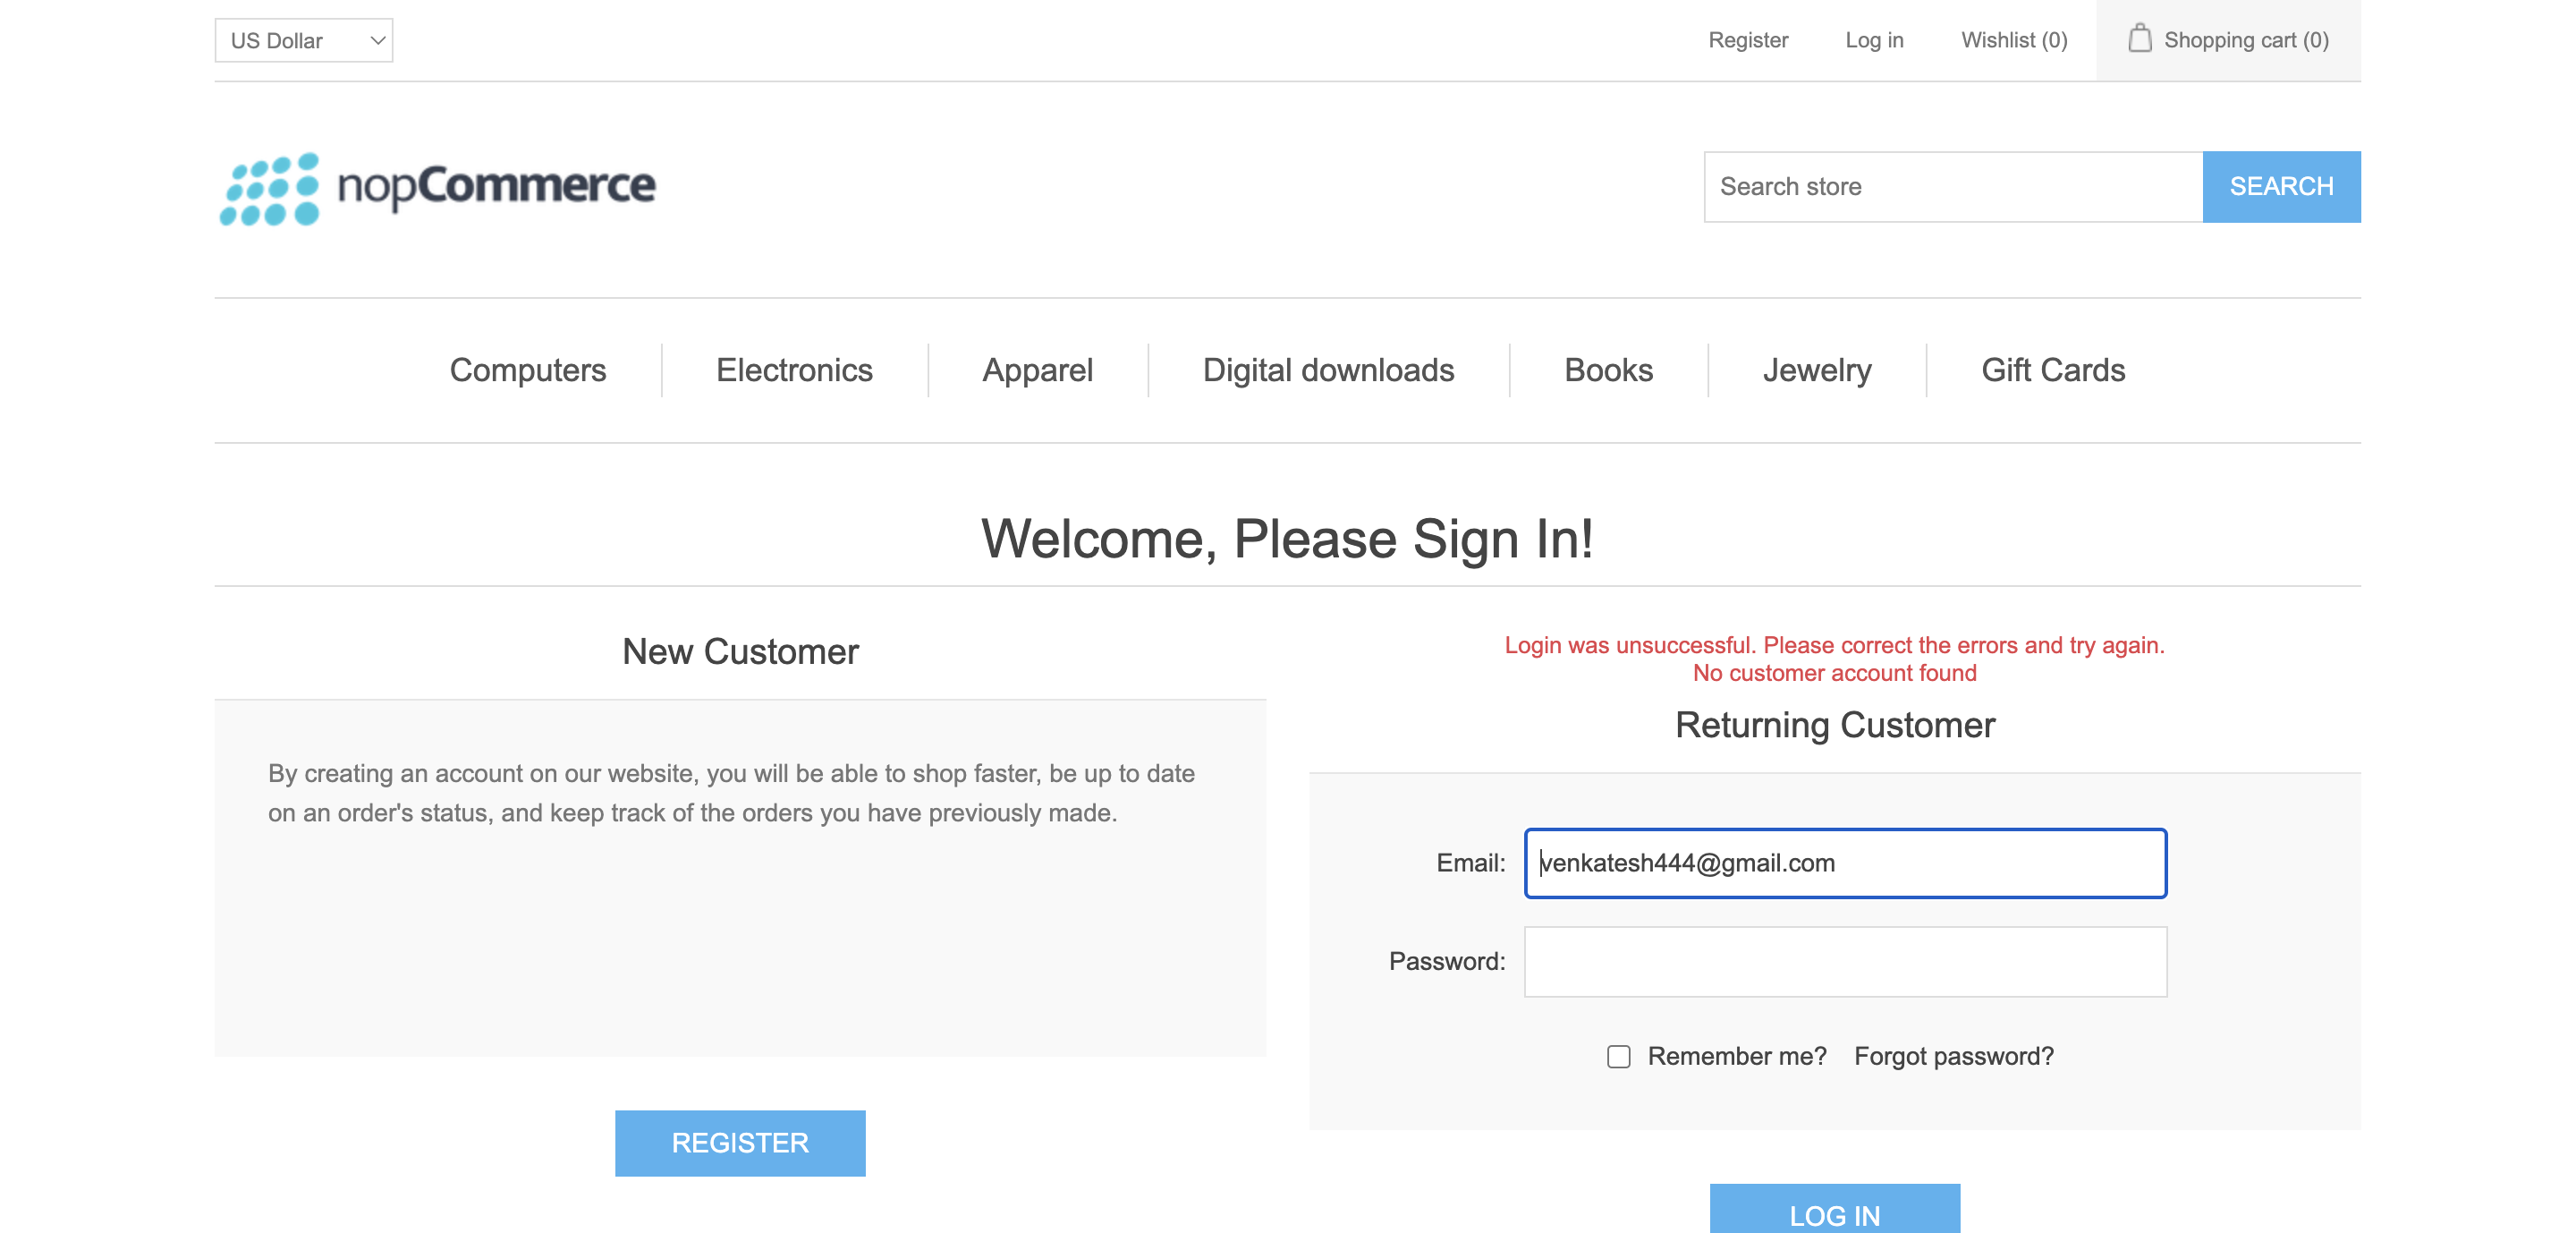 US Dollar
Register
Log in
Wishlist (0)
Shopping cart (0)
nopCommerce
Search store
SEARCH
Computers
Electronics
Apparel
Digital downloads
Books
Jewelry
Gift Cards
Welcome, Please Sign In!
New Customer
By creating an account on our website, you will be able to shop faster, be up to date
on an order's status, and keep track of the orders you have previously made.
REGISTER
Login was unsuccessful. Please correct the errors and try again.
No customer account found
Returning Customer
Email:
venkatesh444@gmail.com
Password:
Remember me?
Forgot password?
LOG IN